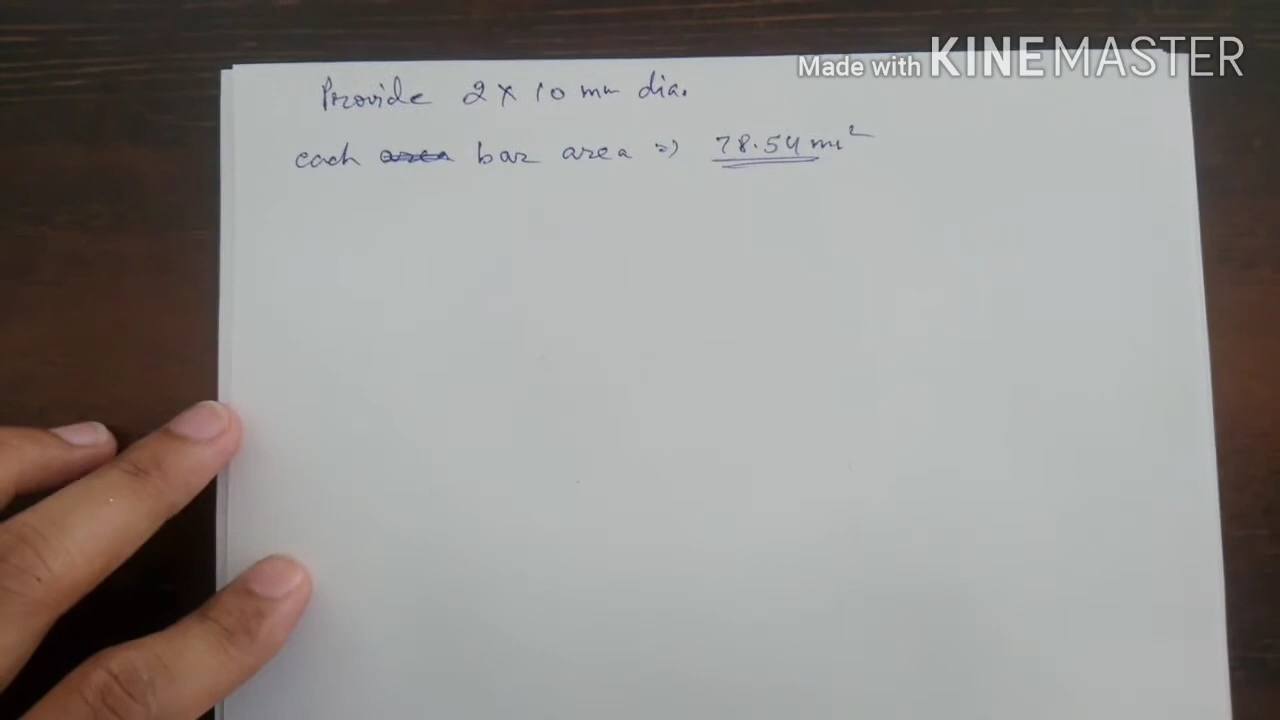 Made with KINEMASTER
Provide 2 x 10 mm dia.
each area bar area => 78.54 mm²